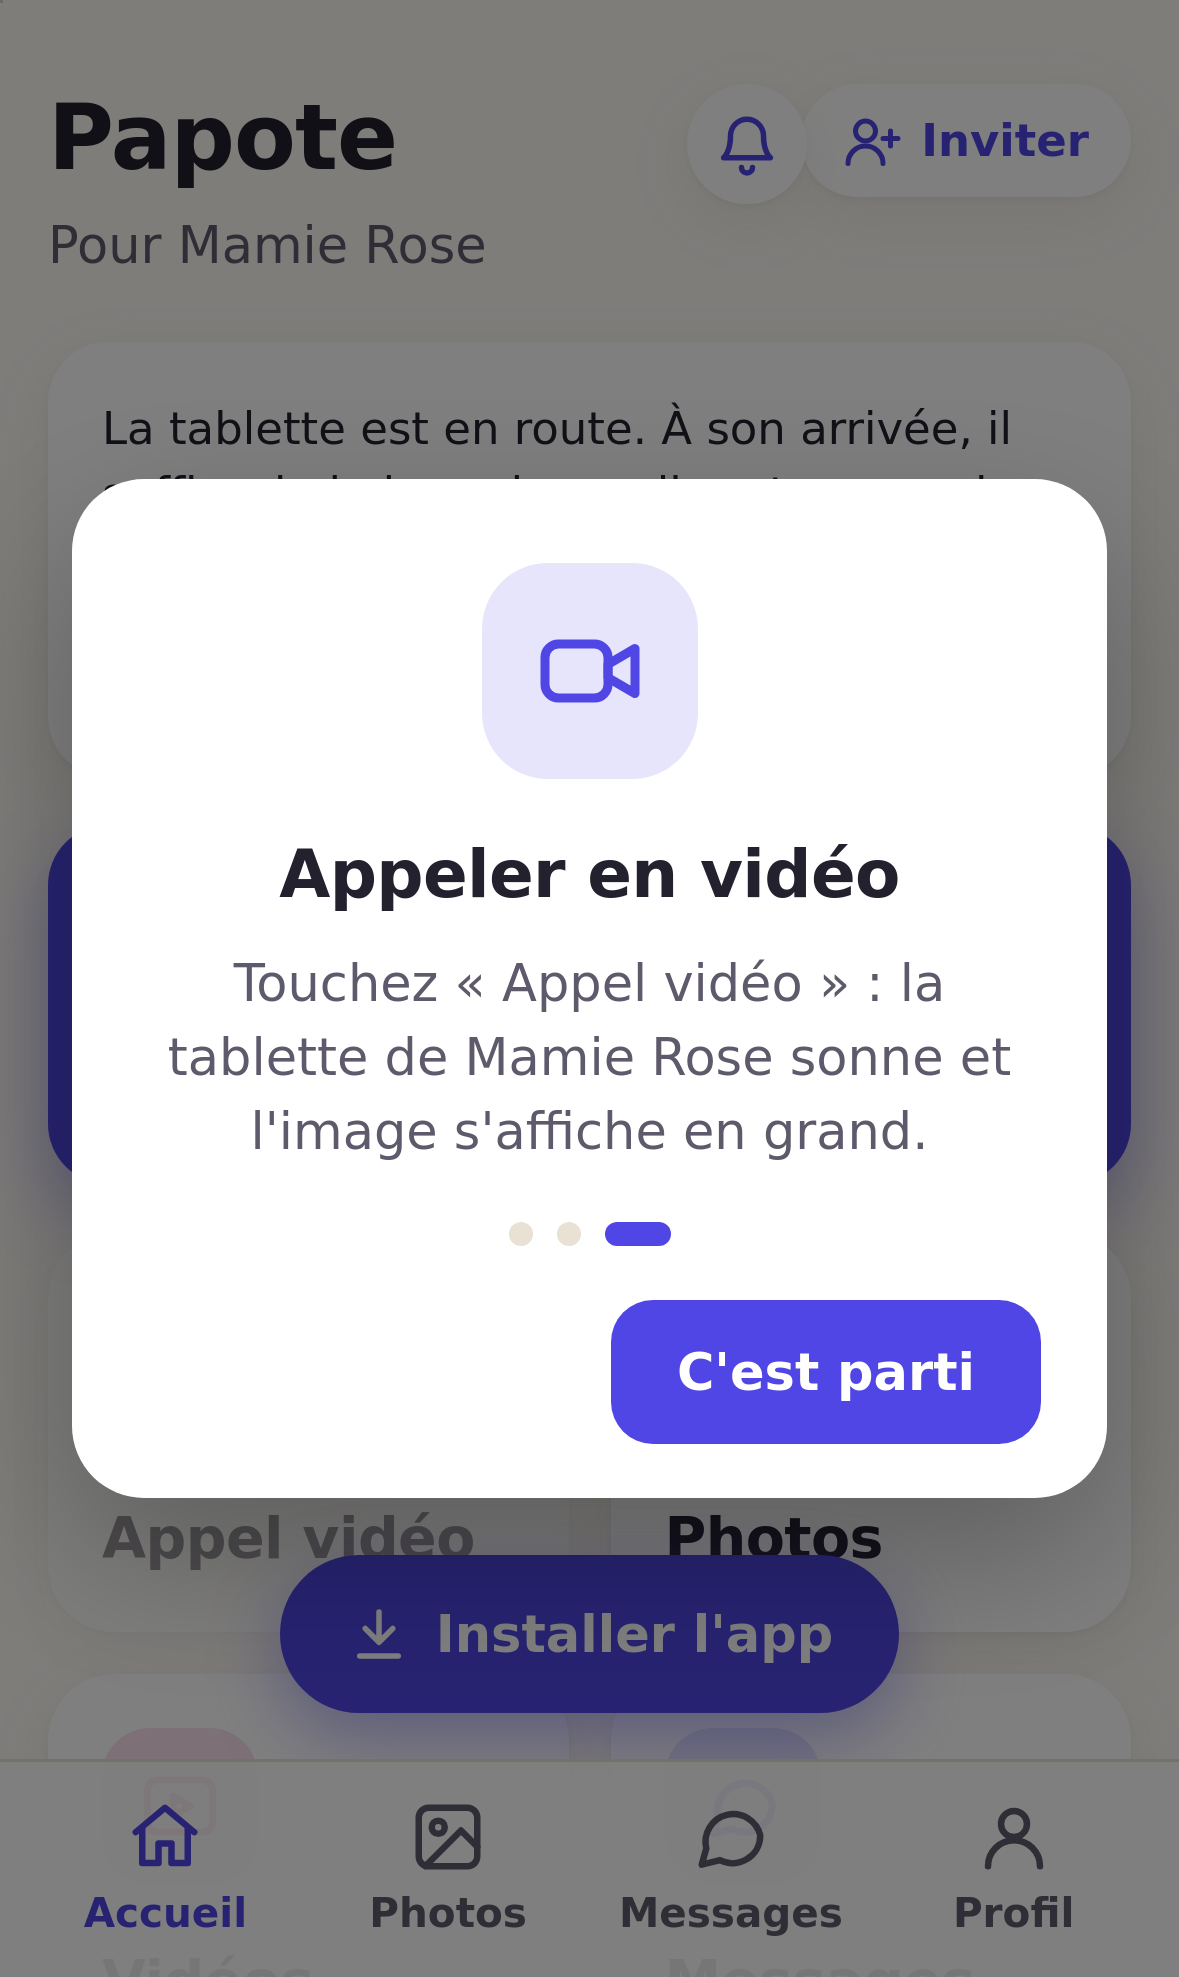 Papote
Inviter
Pour Mamie Rose
La tablette est en route. À son arrivée, il
Appeler en vidéo
Touchez « Appel vidéo » : la
tablette de Mamie Rose sonne et
l'image s'affiche en grand.
C'est parti
Appel vidéo
Photos
Installer l'app
Accueil
Photos
Messages
Profil
Vidéos
Messages